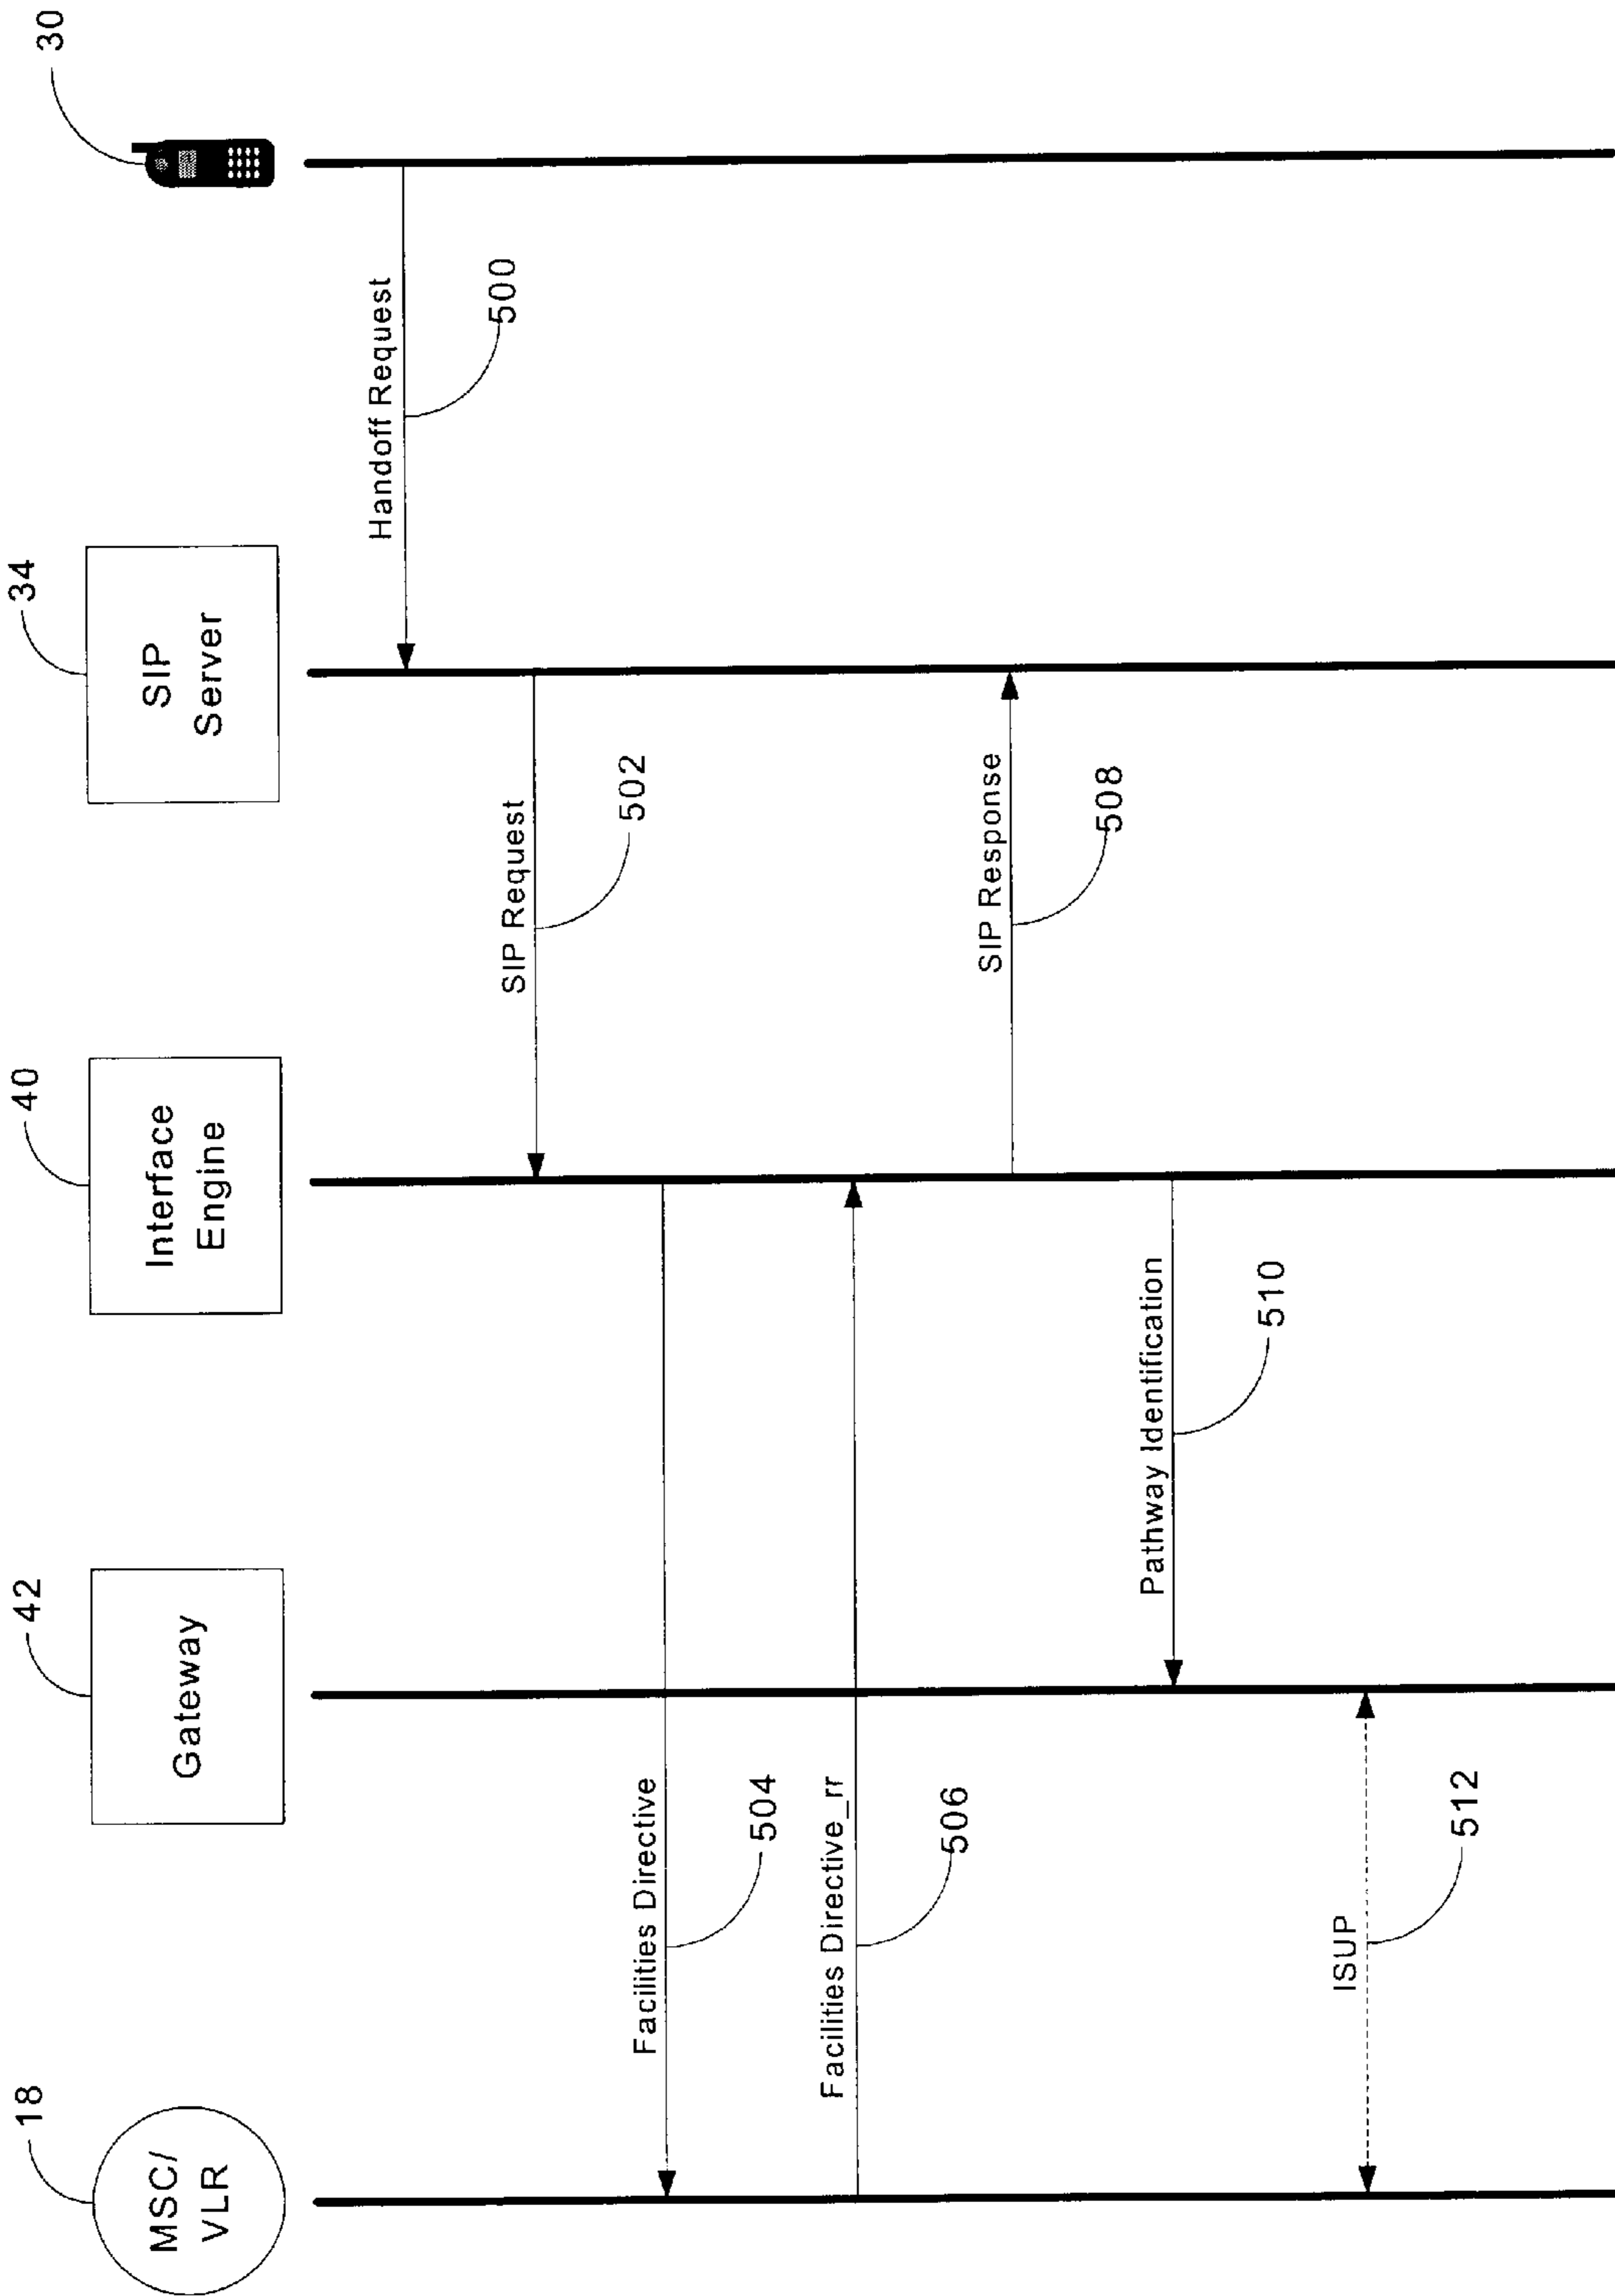 18
MSC/
VLR
42
Gateway
40
Interface
Engine
34
SIP
Server
30
Handoff Request
500
SIP Request
502
Facilities Directive
504
Facilities Directive_rr
506
SIP Response
508
Pathway Identification
510
ISUP
512